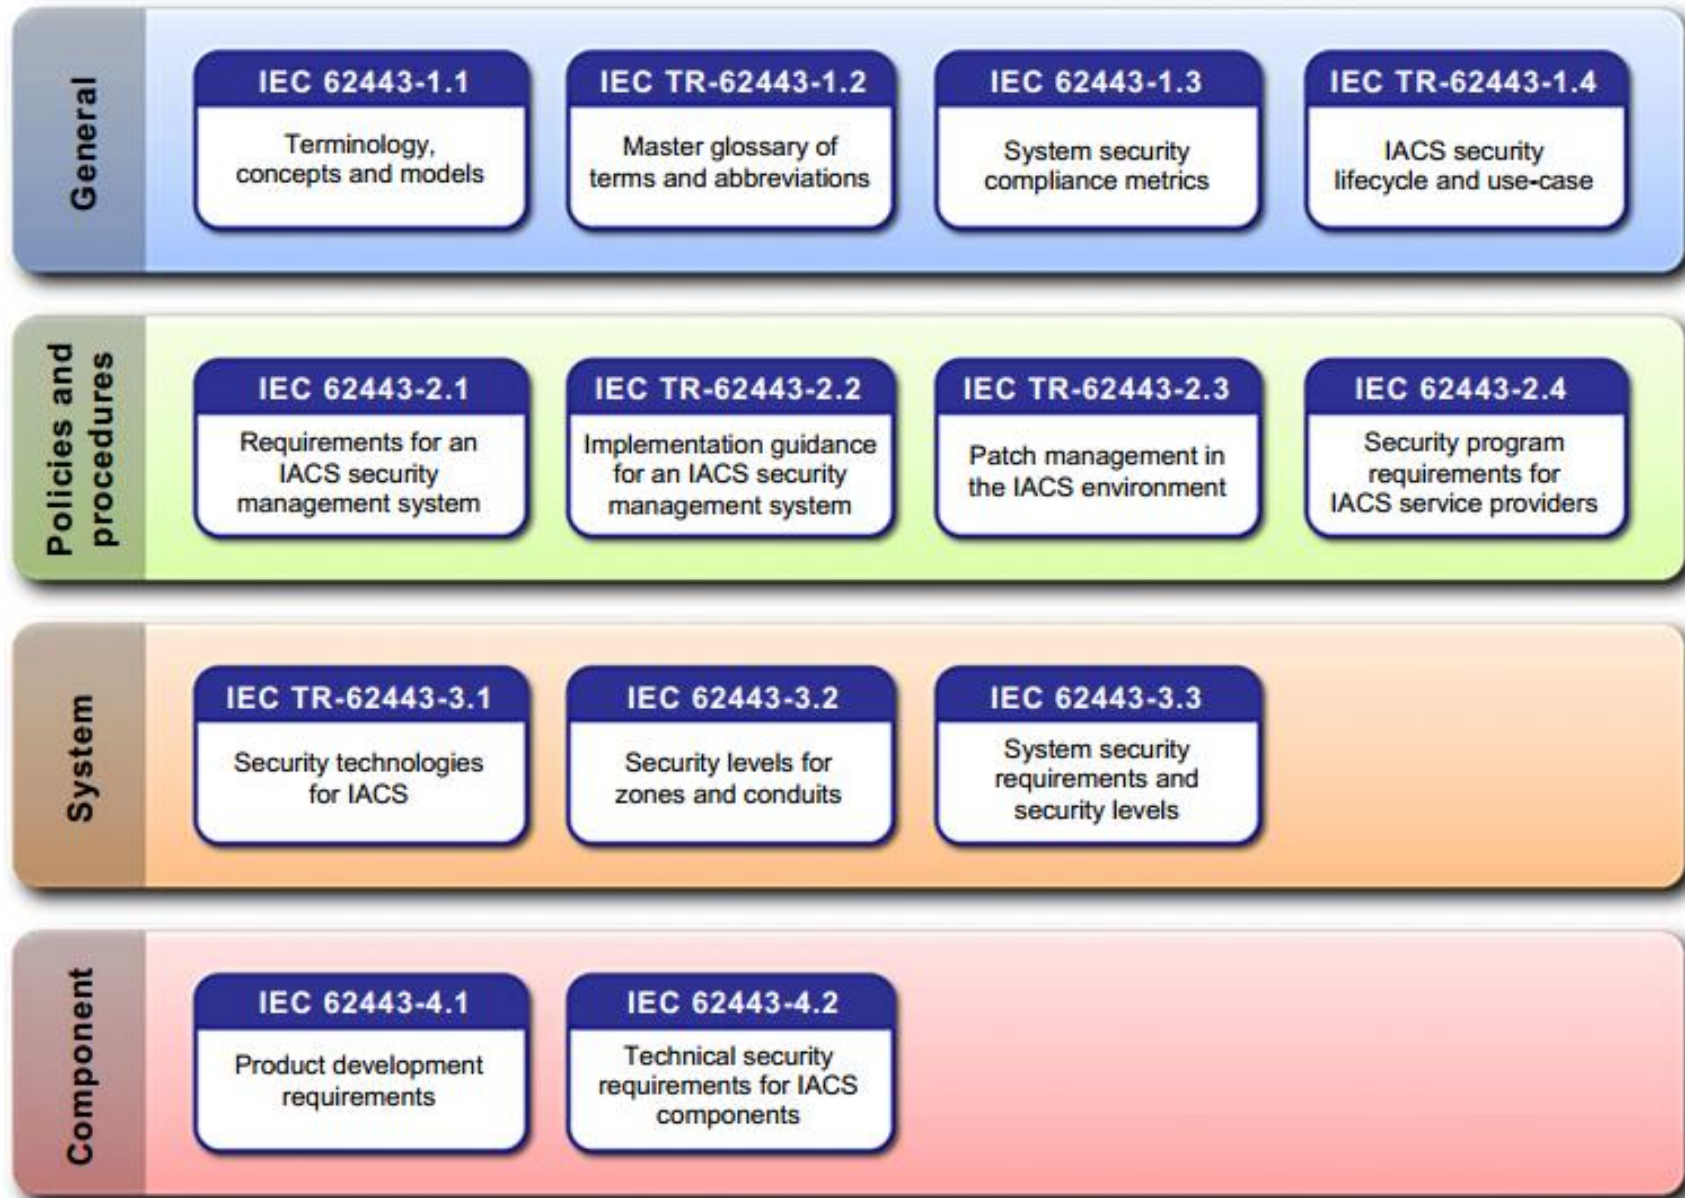 General
IEC 62443-1.1
Terminology,
concepts and models
IEC TR-62443-1.2
Master glossary of
terms and abbreviations
IEC 62443-1.3
System security
compliance metrics
IEC TR-62443-1.4
IACS security
lifecycle and use-case
Policies and
procedures
IEC 62443-2.1
Requirements for an
IACS security
management system
IEC TR-62443-2.2
Implementation guidance
for an IACS security
management system
IEC TR-62443-2.3
Patch management in
the IACS environment
IEC 62443-2.4
Security program
requirements for
IACS service providers
System
IEC TR-62443-3.1
Security technologies
for IACS
IEC 62443-3.2
Security levels for
zones and conduits
IEC 62443-3.3
System security
requirements and
security levels
Component
IEC 62443-4.1
Product development
requirements
IEC 62443-4.2
Technical security
requirements for IACS
components